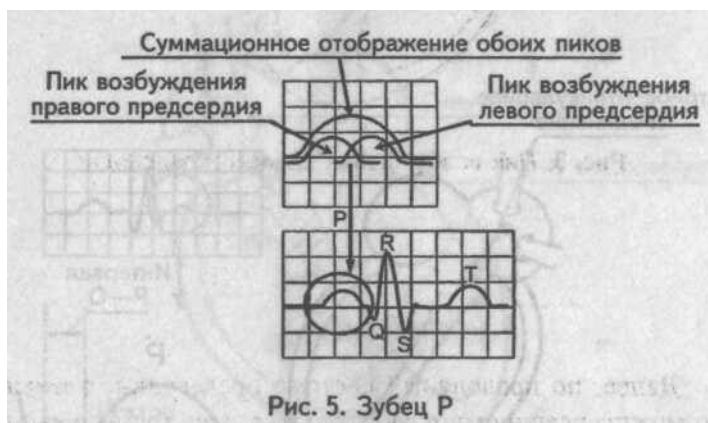 Суммационное отображение обоих пиков
Пик возбуждения
правого предсердия
Пик возбуждения
левого предсердия
P
R
T
Q
S
Рис. 5. Зубец P